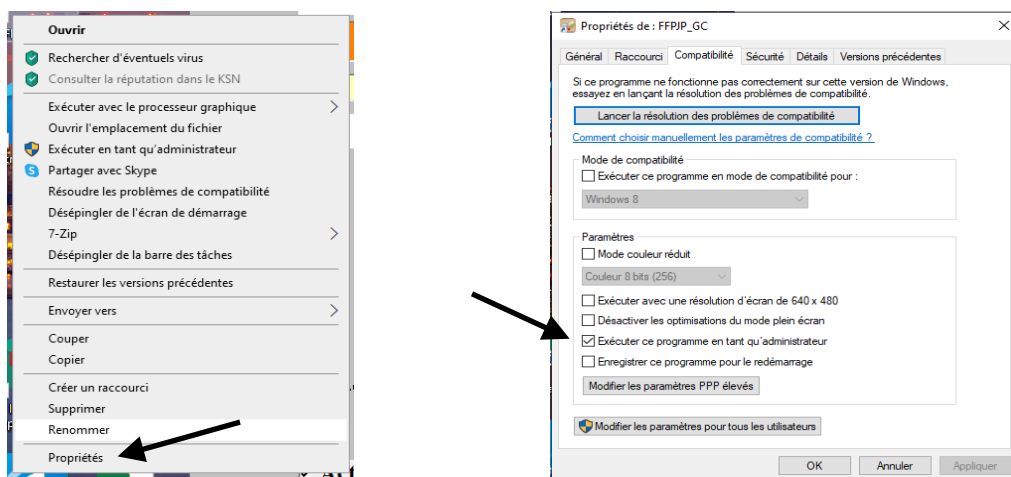 Ouvrir
Rechercher d'éventuels virus
Consulter la réputation dans le KSN
Exécuter avec le processeur graphique
Ouvrir l'emplacement du fichier
Exécuter en tant qu'administrateur
Partager avec Skype
Résoudre les problèmes de compatibilité
Désépingler de l'écran de démarrage
7-Zip
Désépingler de la barre des tâches
Restaurer les versions précédentes
Envoyer vers
Couper
Copier
Créer un raccourci
Supprimer
Renommer
Propriétés
Propriétés de : FFPJP_GC
Général Raccourci Compatibilité Sécurité Détails Versions précédentes
Si ce programme ne fonctionne pas correctement sur cette version de Windows,
essayez en lançant la résolution des problèmes de compatibilité.
Lancer la résolution des problèmes de compatibilité
Comment choisir manuellement les paramètres de compatibilité ?
Mode de compatibilité
Exécuter ce programme en mode de compatibilité pour :
Windows 8
Paramètres
Mode couleur réduit
Couleur 8 bits (256)
Exécuter avec une résolution d'écran de 640 x 480
Désactiver les optimisations du mode plein écran
Exécuter ce programme en tant qu'administrateur
Enregistrer ce programme pour le redémarrage
Modifier les paramètres PPP élevés
Modifier les paramètres pour tous les utilisateurs
OK Annuler Appliquer